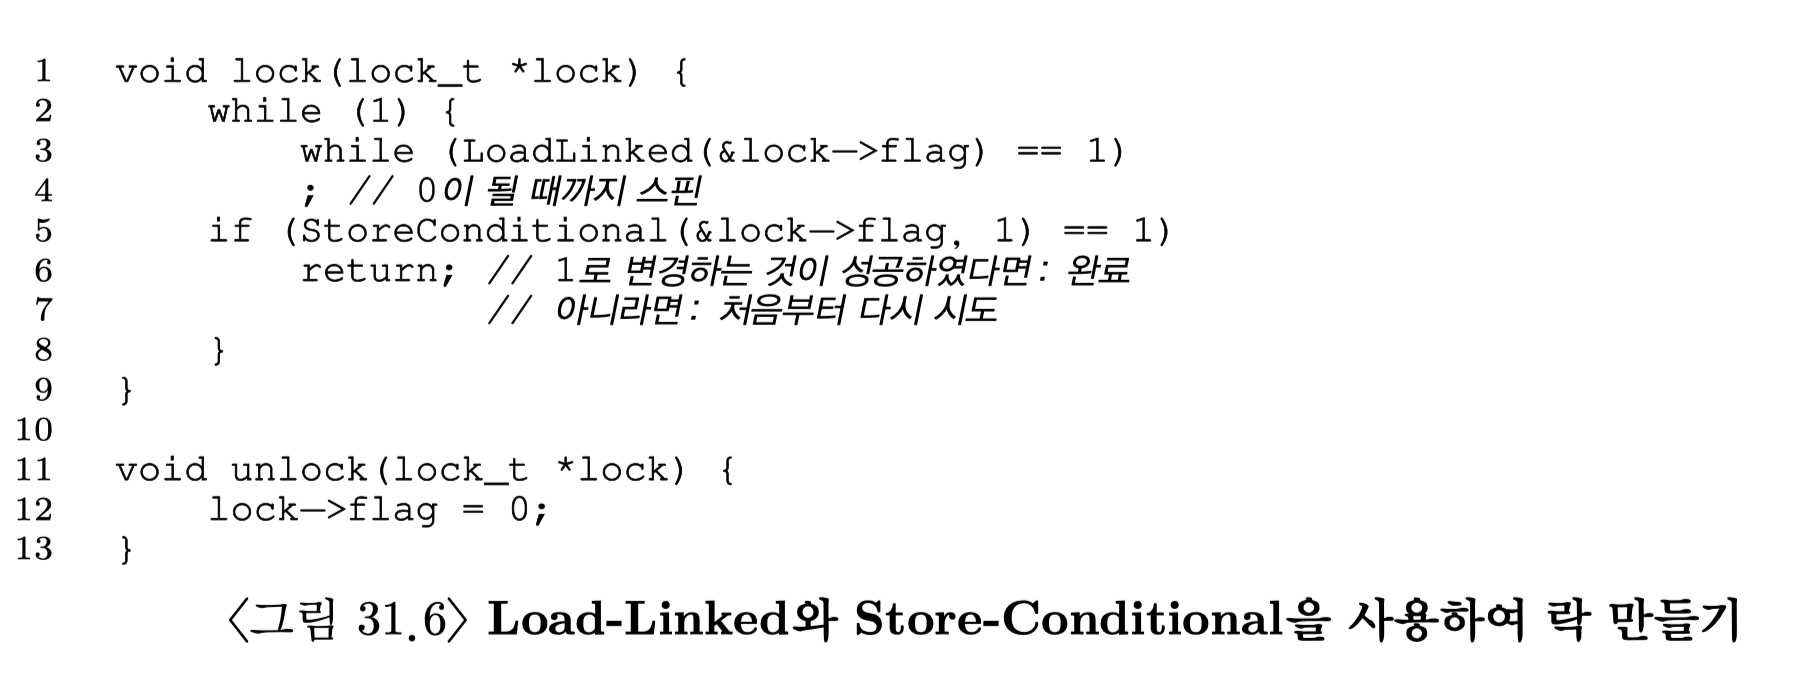 1 void lock(lock_t *lock) {
2 while (1) {
3 while (LoadLinked(&lock—>flag) == 1)
4 ; // 0이 될 때까지 스핀
5 if (StoreConditional(&lock—>flag, 1) == 1)
6 return; // 1로 변경하는 것이 성공하였다면: 완료
7 // 아니라면: 처음부터 다시 시도
8 }
9 }
10
11 void unlock(lock_t *lock) {
12 lock—>flag = 0;
13 }
〈그림 31.6〉 Load-Linked와 Store-Conditional을 사용하여 락 만들기